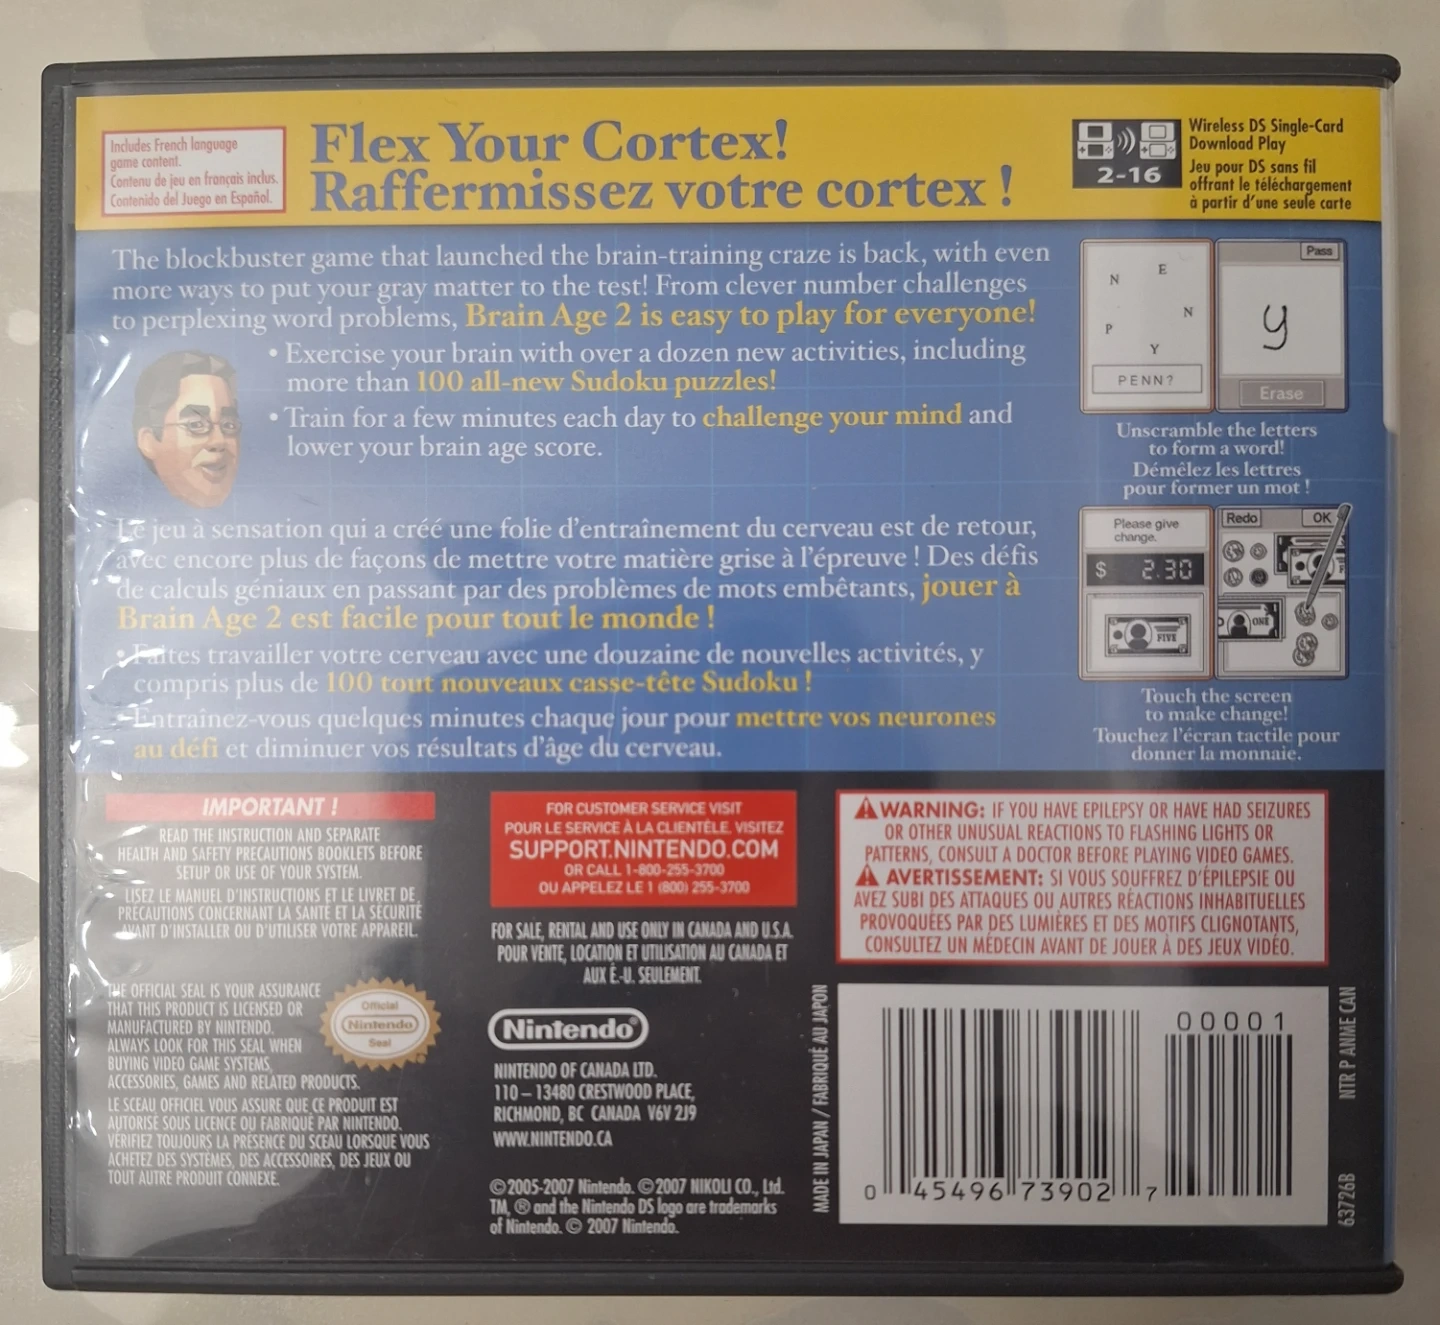 Includes French language
game content.
Contenu de jeu en français inclus.
Contenido del Juego en Español.
Flex Your Cortex!
Raffermissez votre cortex !
2-16
Wireless DS Single-Card
Download Play
Jeu pour DS sans fil
offrant le téléchargement
à partir d'une seule carte
The blockbuster game that launched the brain-training craze is back, with even
more ways to put your gray matter to the test! From clever number challenges
to perplexing word problems, Brain Age 2 is easy to play for everyone!
• Exercise your brain with over a dozen new activities, including
more than 100 all-new Sudoku puzzles!
• Train for a few minutes each day to challenge your mind and
lower your brain age score.
Le jeu à sensation qui a créé une folie d'entraînement du cerveau est de retour,
avec encore plus de façons de mettre votre matière grise à l'épreuve ! Des défis
de calculs géniaux en passant par des problèmes de mots embêtants, jouer à
Brain Age 2 est facile pour tout le monde !
• Faites travailler votre cerveau avec une douzaine de nouvelles activités, y
compris plus de 100 tout nouveaux casse-tête Sudoku !
• Entraînez-vous quelques minutes chaque jour pour mettre vos neurones
au défi et diminuer vos résultats d'âge du cerveau.
N E
N
P
Y
PENN?
Pass
y
Erase
Unscramble the letters
to form a word!
Démêlez les lettres
pour former un mot !
Please give
change.
$ 2.30
FIVE
Redo OK
ONE
Touch the screen
to make change!
Touchez l'écran tactile pour
donner la monnaie.
IMPORTANT !
READ THE INSTRUCTION AND SEPARATE
HEALTH AND SAFETY PRECAUTIONS BOOKLETS BEFORE
SETUP OR USE OF YOUR SYSTEM.
LISEZ LE MANUEL D'INSTRUCTIONS ET LE LIVRET DE
PRÉCAUTIONS CONCERNANT LA SANTÉ ET LA SÉCURITÉ
AVANT D'INSTALLER OU D'UTILISER VOTRE APPAREIL.
THE OFFICIAL SEAL IS YOUR ASSURANCE
THAT THIS PRODUCT IS LICENSED OR
MANUFACTURED BY NINTENDO.
ALWAYS LOOK FOR THIS SEAL WHEN
BUYING VIDEO GAME SYSTEMS,
ACCESSORIES, GAMES AND RELATED PRODUCTS.
Official
Nintendo
Seal
LE SCEAU OFFICIEL VOUS ASSURE QUE CE PRODUIT EST
AUTORISÉ SOUS LICENCE OU FABRIQUÉ PAR NINTENDO.
VÉRIFIEZ TOUJOURS LA PRÉSENCE DU SCEAU LORSQUE VOUS
ACHETEZ DES SYSTÈMES, DES ACCESSOIRES, DES JEUX OU
TOUT AUTRE PRODUIT CONNEXE.
FOR CUSTOMER SERVICE VISIT
POUR LE SERVICE À LA CLIENTÈLE, VISITEZ
SUPPORT.NINTENDO.COM
OR CALL 1-800-255-3700
OU APPELEZ LE 1 (800) 255-3700
FOR SALE, RENTAL AND USE ONLY IN CANADA AND U.S.A.
POUR VENTE, LOCATION ET UTILISATION AU CANADA ET
AUX É.-U. SEULEMENT.
Nintendo®
NINTENDO OF CANADA LTD.
110 – 13480 CRESTWOOD PLACE,
RICHMOND, BC CANADA V6V 2J9
WWW.NINTENDO.CA
©2005-2007 Nintendo. ©2007 NIKOLI CO., Ltd.
TM, ® and the Nintendo DS logo are trademarks
of Nintendo. © 2007 Nintendo.
WARNING: IF YOU HAVE EPILEPSY OR HAVE HAD SEIZURES
OR OTHER UNUSUAL REACTIONS TO FLASHING LIGHTS OR
PATTERNS, CONSULT A DOCTOR BEFORE PLAYING VIDEO GAMES.
AVERTISSEMENT: SI VOUS SOUFFREZ D'ÉPILEPSIE OU
AVEZ SUBI DES ATTAQUES OU AUTRES RÉACTIONS INHABITUELLES
PROVOQUÉES PAR DES LUMIÈRES ET DES MOTIFS CLIGNOTANTS,
CONSULTEZ UN MÉDECIN AVANT DE JOUER À DES JEUX VIDÉO.
MADE IN JAPAN / FABRIQUÉ AU JAPON
00001
0 45496 73902 7
NTR P ANME CAN
63726B